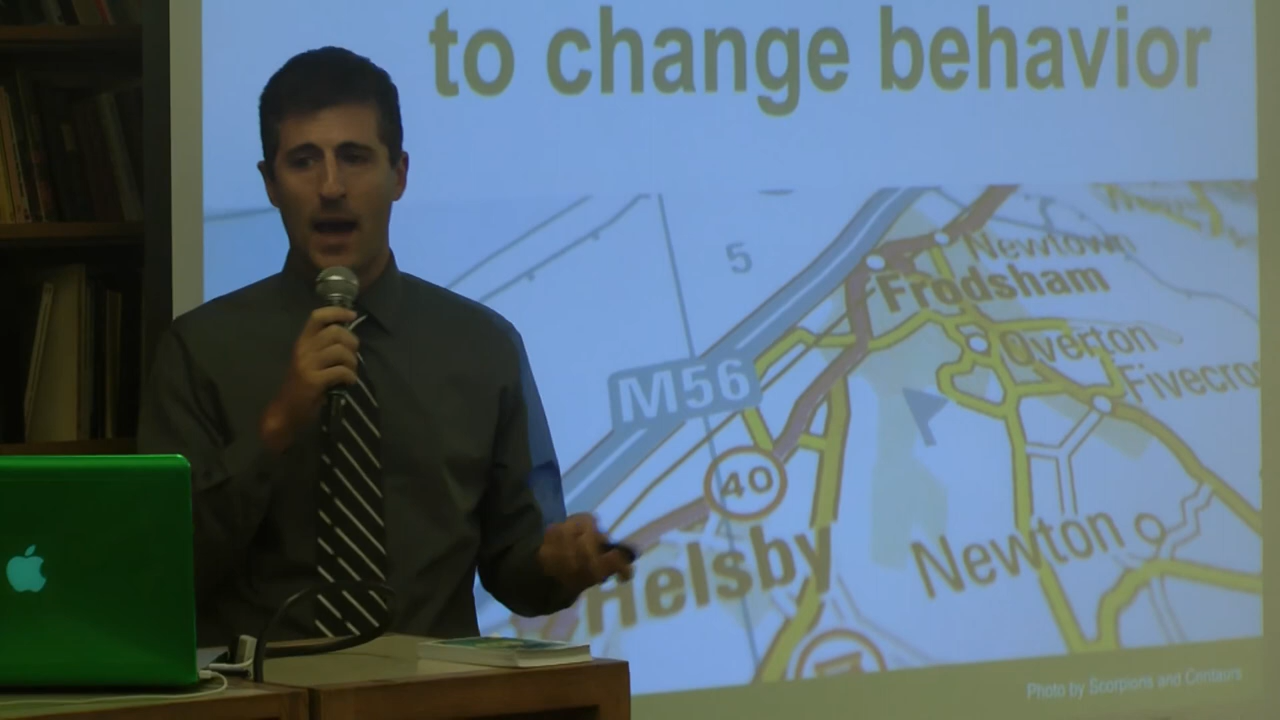 to change behavior
5
Newtown
Frodsham
Overton
Fivecro
M56
40
Helsby
Newton
Photo by Scorpions and Centaurs